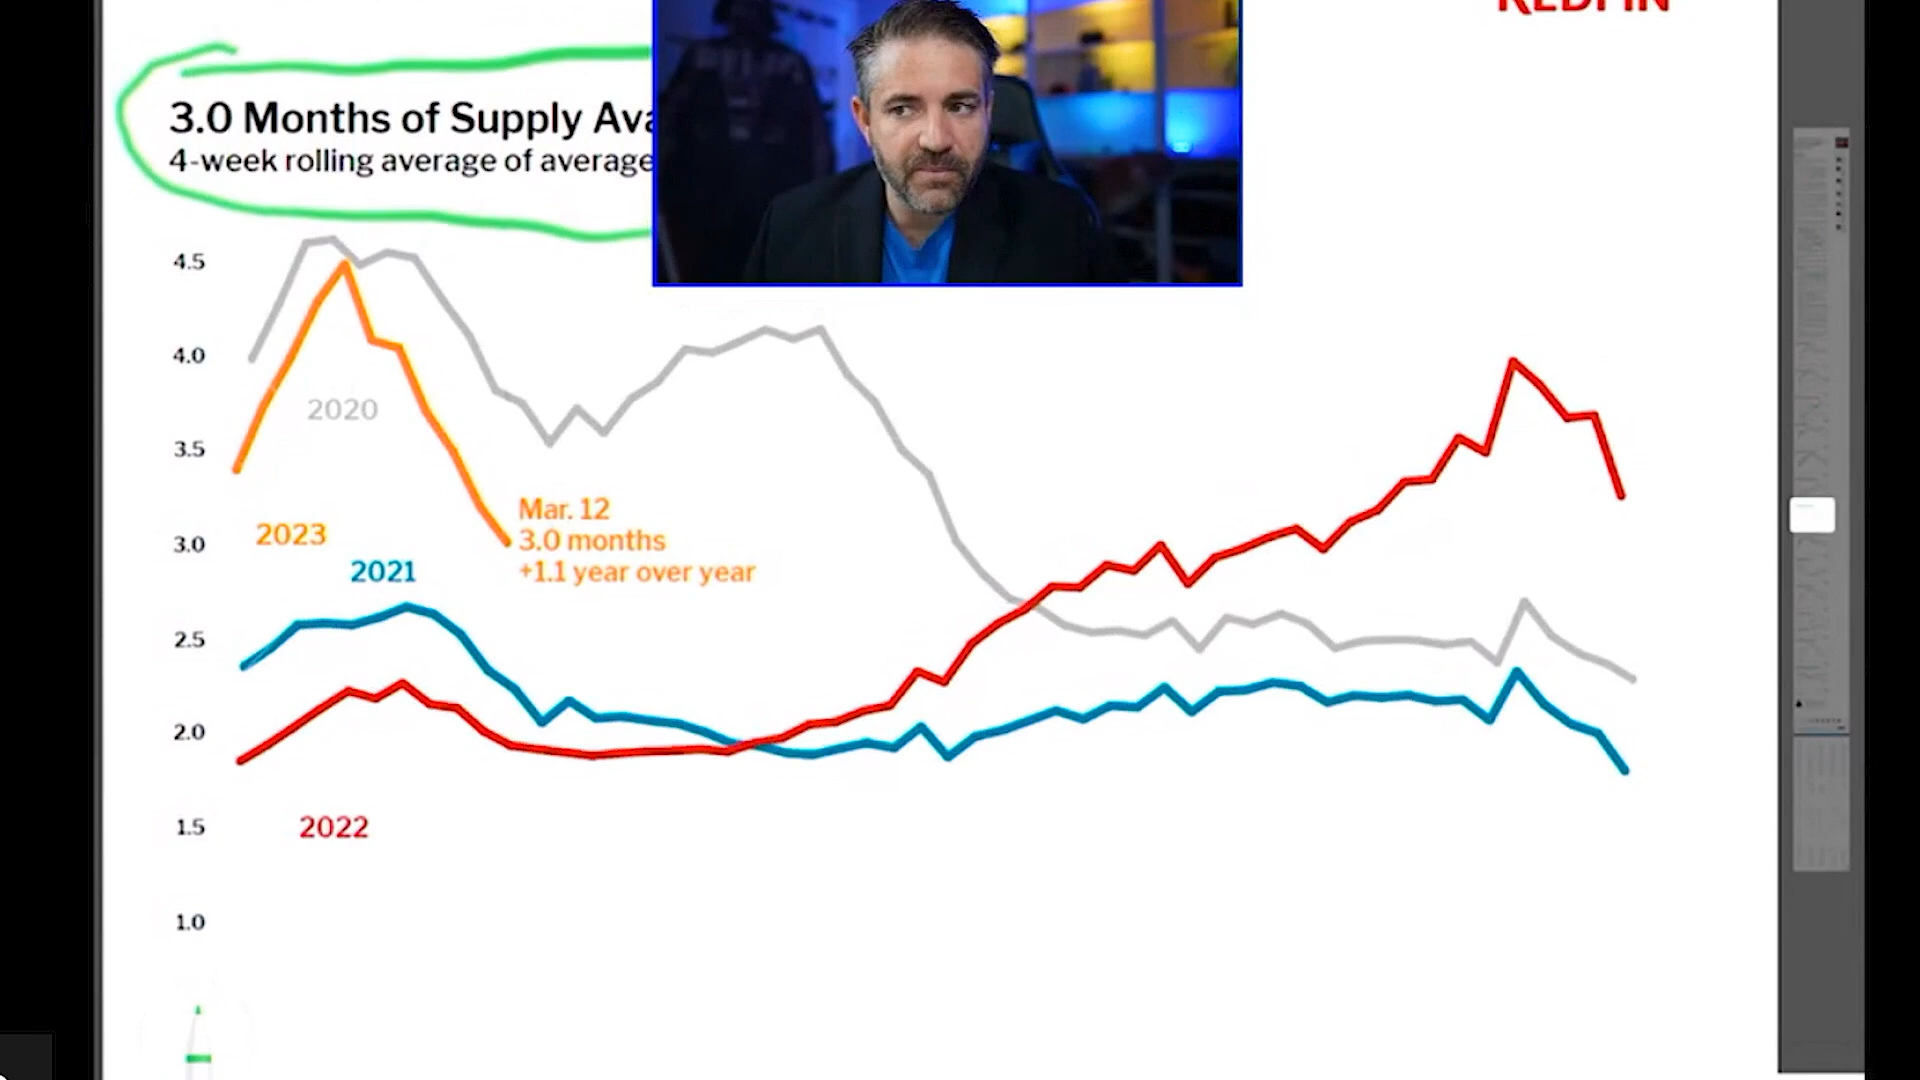 REDFIN
3.0 Months of Supply Ava
4-week rolling average of average
4.5
4.0
3.5
3.0
2.5
2.0
1.5
1.0
2020
2023
2021
2022
Mar. 12
3.0 months
+1.1 year over year